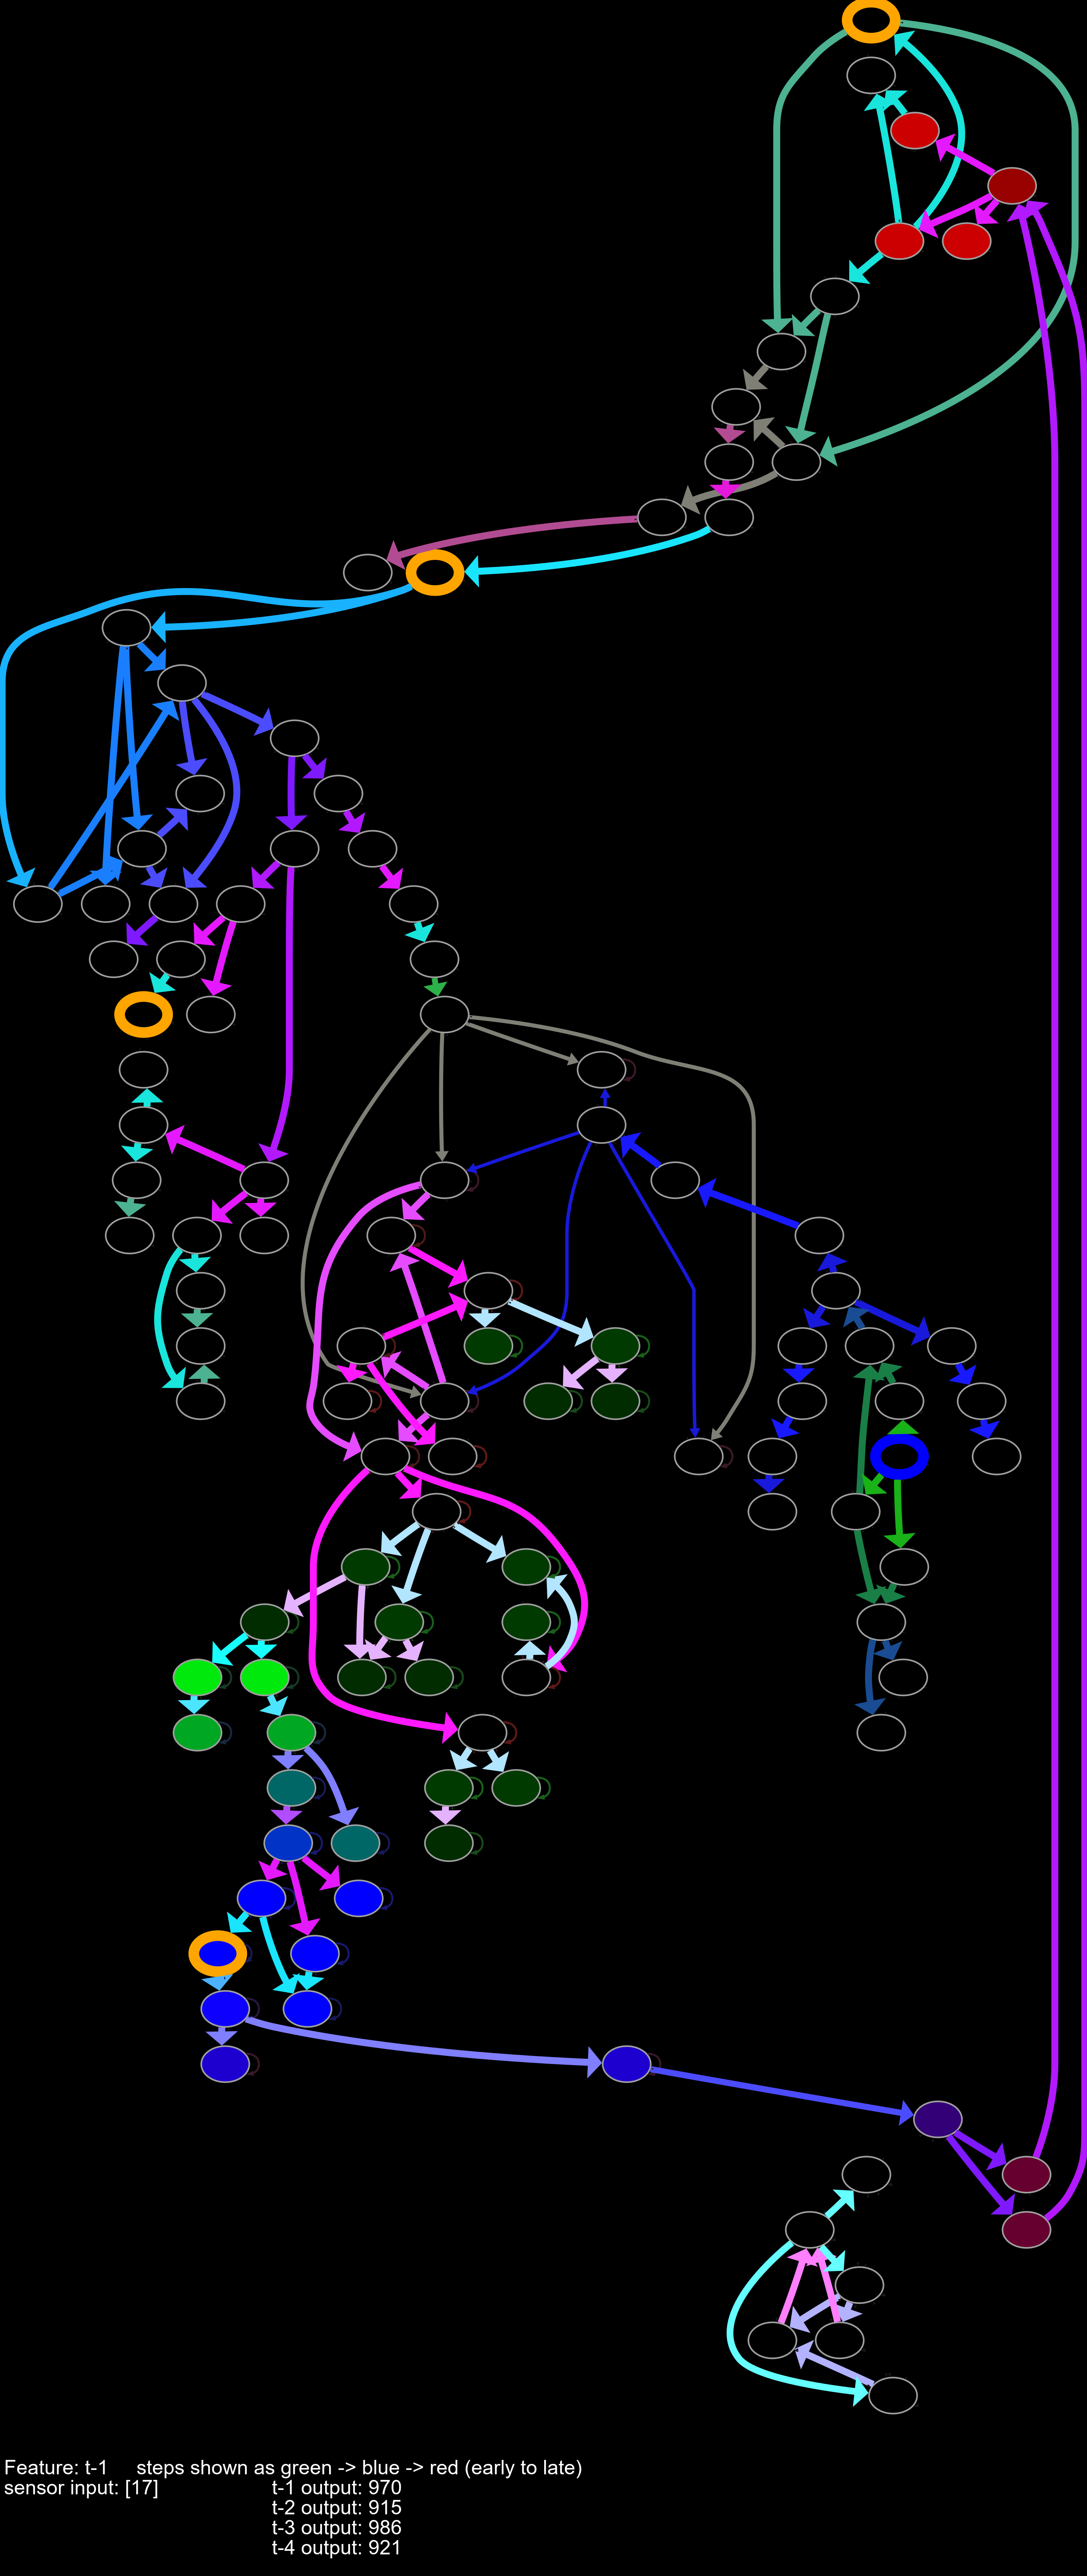 Feature: t-1     steps shown as green -> blue -> red (early to late)
sensor input: [17]                    t-1 output: 970
t-2 output: 915
t-3 output: 986
t-4 output: 921